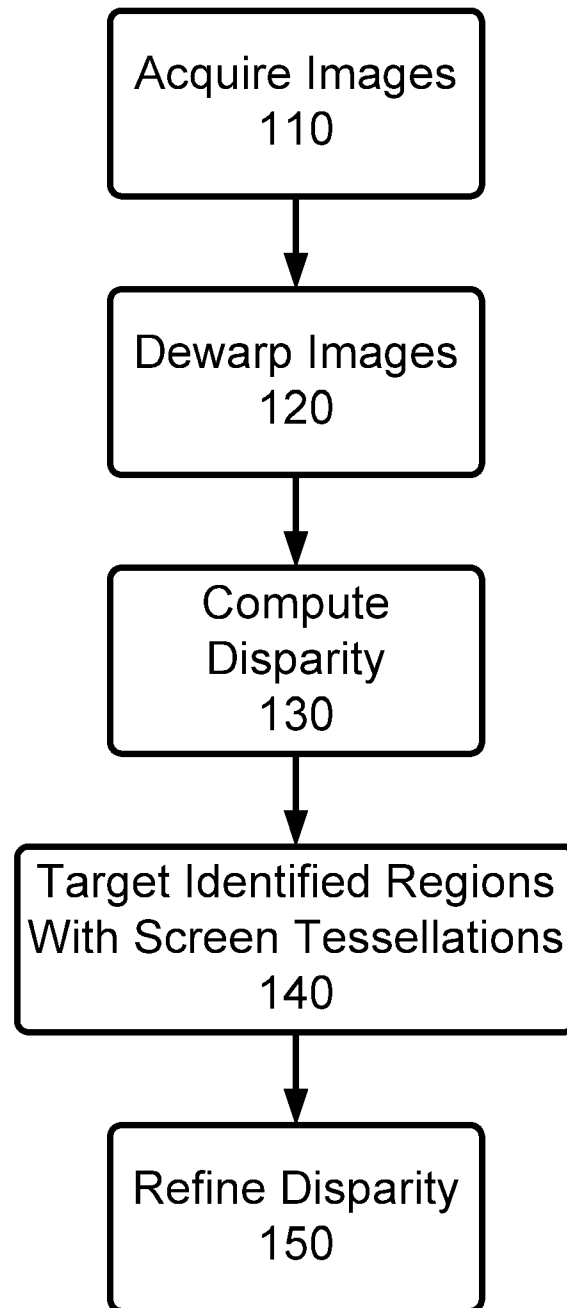 Acquire Images
110
Dewarp Images
120
Compute
Disparity
130
Target Identified Regions
With Screen Tessellations
140
Refine Disparity
150